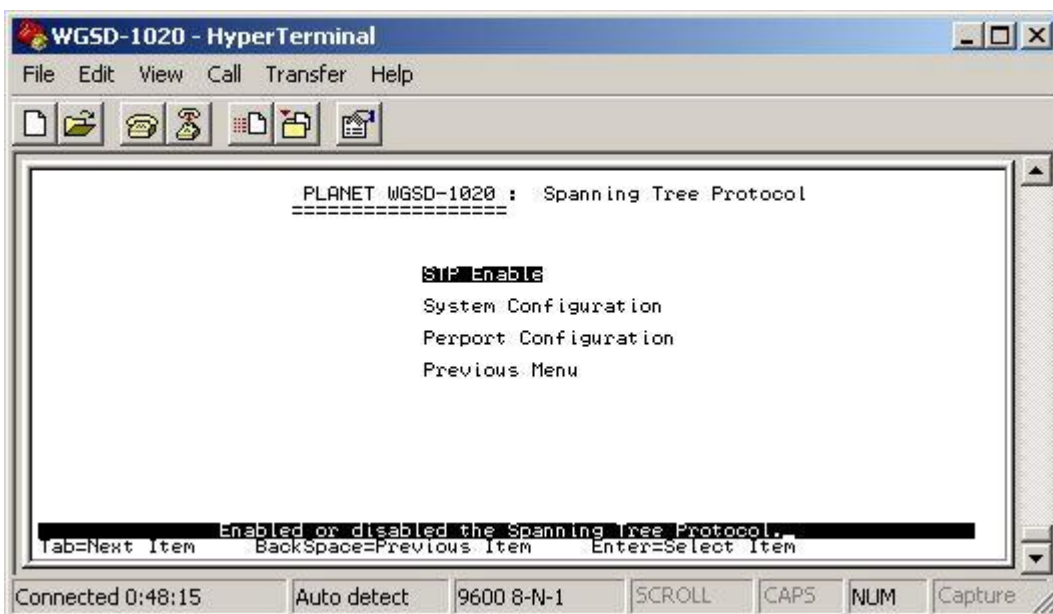 WGSD-1020 - HyperTerminal
File Edit View Call Transfer Help
PLANET WGSD-1020 : Spanning Tree Protocol
==================
STP Enable
System Configuration
Perport Configuration
Previous Menu
Enabled or disabled the Spanning Tree Protocol._
Tab=Next Item BackSpace=Previous Item Enter=Select Item
Connected 0:48:15 Auto detect 9600 8-N-1 SCROLL CAPS NUM Capture